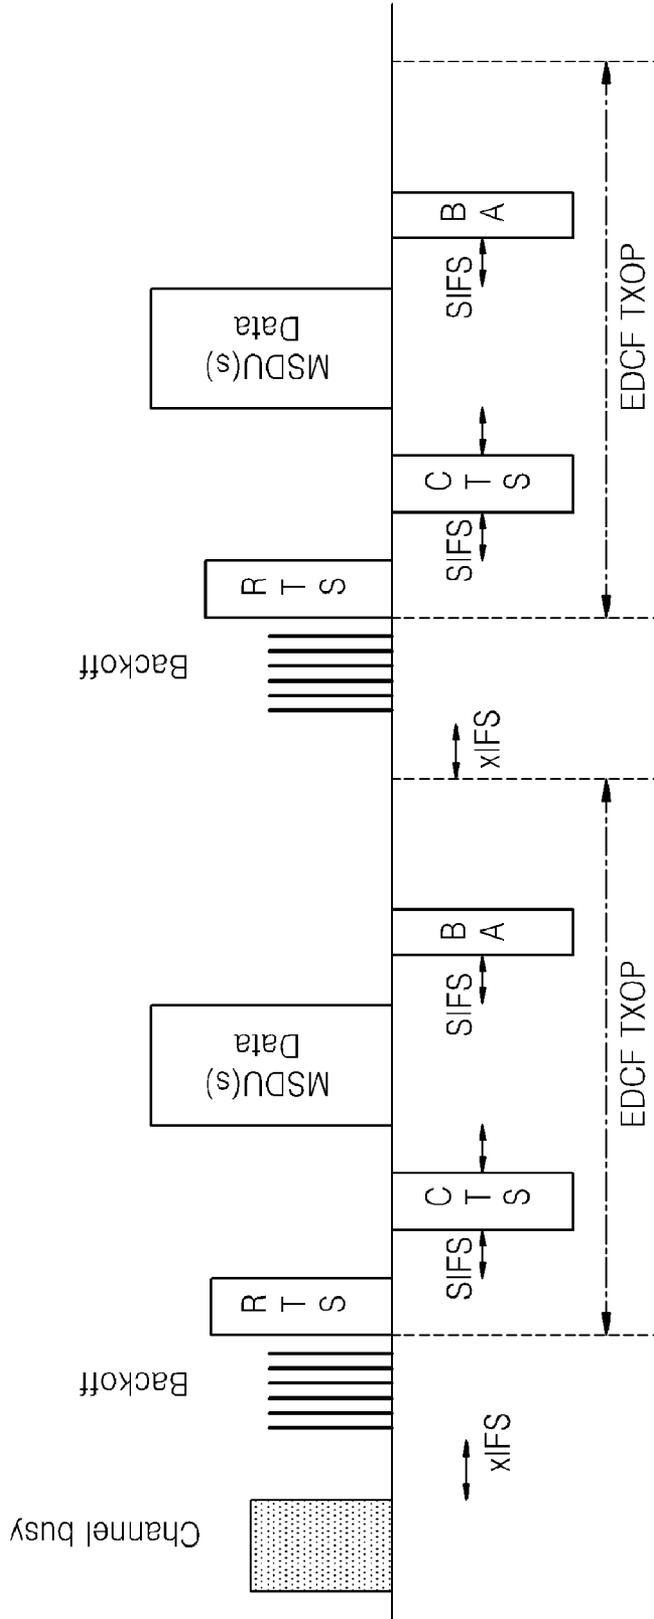 Channel busy
xIFS
Backoff
RTS
SIFS
CTS
MSDU(s)
Data
SIFS
BA
EDCF TXOP
xIFS
Backoff
RTS
SIFS
CTS
MSDU(s)
Data
SIFS
BA
EDCF TXOP